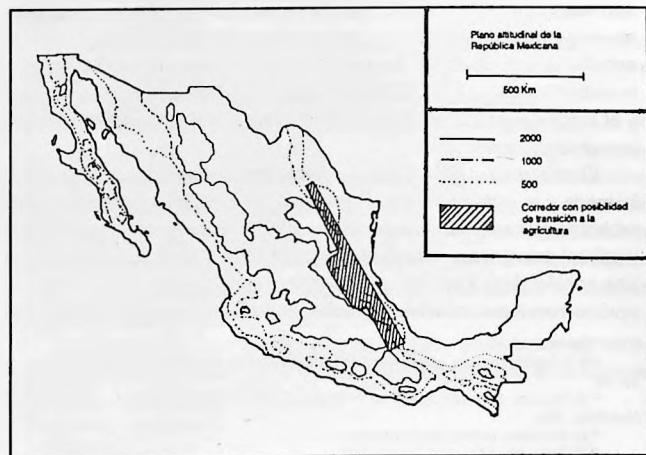 Plano altitudinal de la
República Mexicana
500 Km
2000
1000
500
Corredor con posibilidad
de transición a la
agricultura